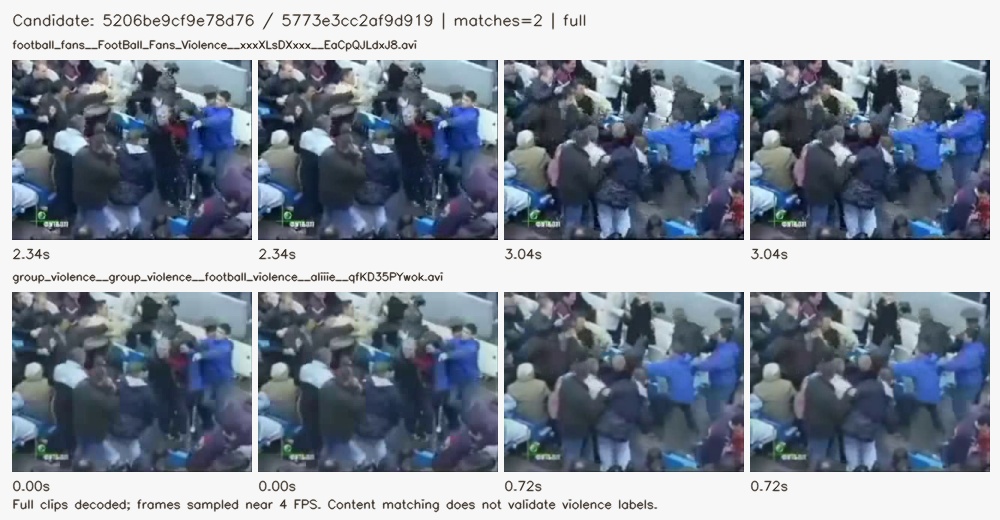 Candidate: 5206be9cf9e78d76 / 5773e3cc2af9d919 | matches=2 | full
football_fans__FootBall_Fans_Violence__xxxXLsDXxxx__EaCpQJLdxJ8.avi
2.34s 2.34s 3.04s 3.04s
group_violence__group_violence__football_violence__aliiie__qfKD35PYwok.avi
0.00s 0.00s 0.72s 0.72s
Full clips decoded; frames sampled near 4 FPS. Content matching does not validate violence labels.